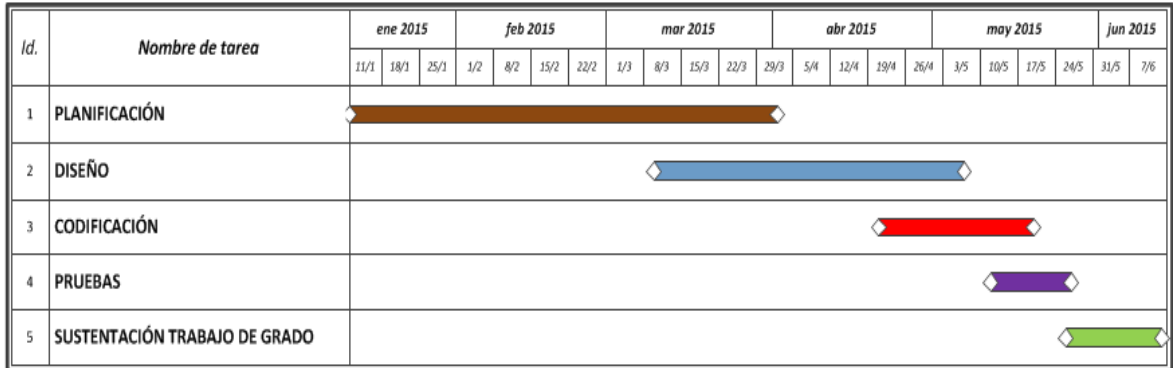 Id. Nombre de tarea ene 2015 feb 2015 mar 2015 abr 2015 may 2015 jun 2015
11/1 18/1 25/1 1/2 8/2 15/2 22/2 1/3 8/3 15/3 22/3 29/3 5/4 12/4 19/4 26/4 3/5 10/5 17/5 24/5 31/5 7/6
1 PLANIFICACIÓN
2 DISEÑO
3 CODIFICACIÓN
4 PRUEBAS
5 SUSTENTACIÓN TRABAJO DE GRADO